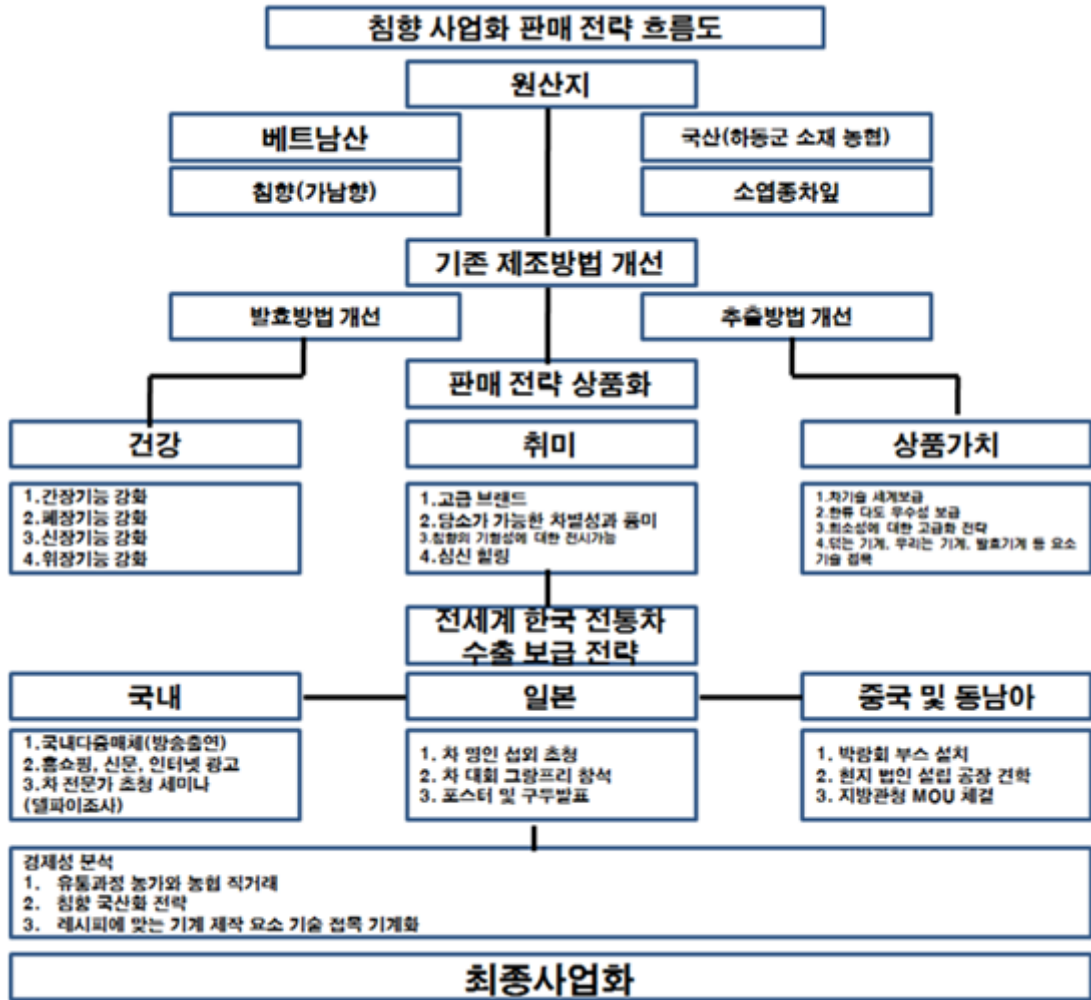 침향 사업화 판매 전략 흐름도
원산지
베트남산
국산(하동군 소재 농협)
침향(가남향)
소엽종차잎
기존 제조방법 개선
발효방법 개선
추출방법 개선
판매 전략 상품화
건강
취미
상품가치
1.간장기능 강화
2.폐장기능 강화
3.신장기능 강화
4.위장기능 강화
1.고급 브랜드
2.당소가 가능한 차별성과 풍미
3.침향의 기형성에 대한 전시가능
4.심신 힐링
1.차기술 세계보급
2.한류 다도 우수성 보급
3.희소성에 대한 고급화 전략
4.덖는 기계, 우리는 기계, 발효기계 등 요소
기술 접목
전세계 한국 전통차
수출 보급 전략
국내
일본
중국 및 동남아
1.국내다중매체(방송출연)
2.홈쇼핑, 신문, 인터넷 광고
3.차 전문가 초청 세미나
(델파이조사)
1. 차 명인 섭외 초청
2. 차 대회 그랑프리 참석
3. 포스터 및 구두발표
1. 박람회 부스 설치
2. 현지 법인 설립 공장 견학
3. 지방관청 MOU 체결
경제성 분석
1. 유통과정 농가와 농협 직거래
2. 침향 국산화 전략
3. 레시피에 맞는 기계 제작 요소 기술 접목 기계화
최종사업화